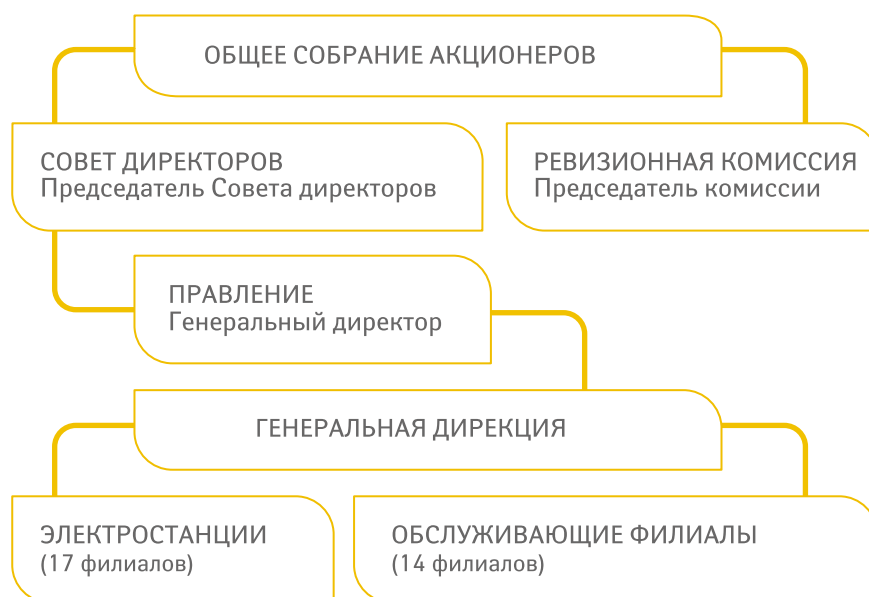 ОБЩЕЕ СОБРАНИЕ АКЦИОНЕРОВ
СОВЕТ ДИРЕКТОРОВ
Председатель Совета директоров
РЕВИЗИОННАЯ КОМИССИЯ
Председатель комиссии
ПРАВЛЕНИЕ
Генеральный директор
ГЕНЕРАЛЬНАЯ ДИРЕКЦИЯ
ЭЛЕКТРОСТАНЦИИ
(17 филиалов)
ОБСЛУЖИВАЮЩИЕ ФИЛИАЛЫ
(14 филиалов)